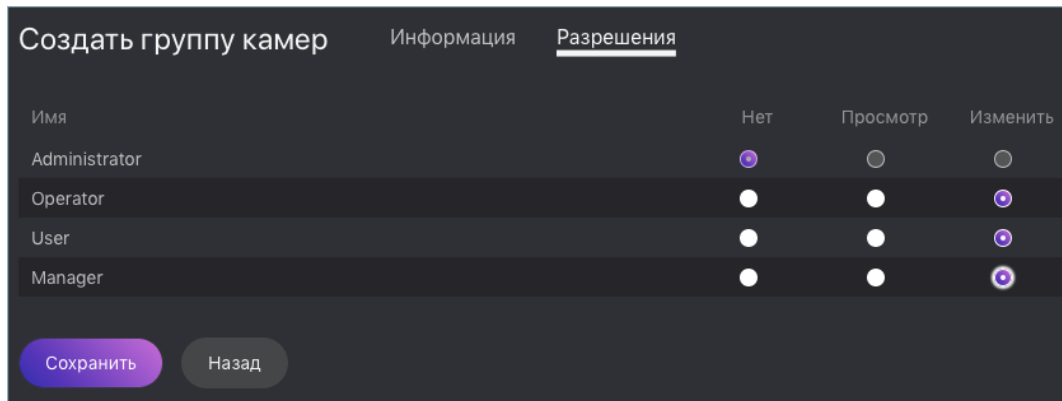 Создать группу камер Информация Разрешения
Имя Нет Просмотр Изменить
Administrator
Operator
User
Manager
Сохранить Назад